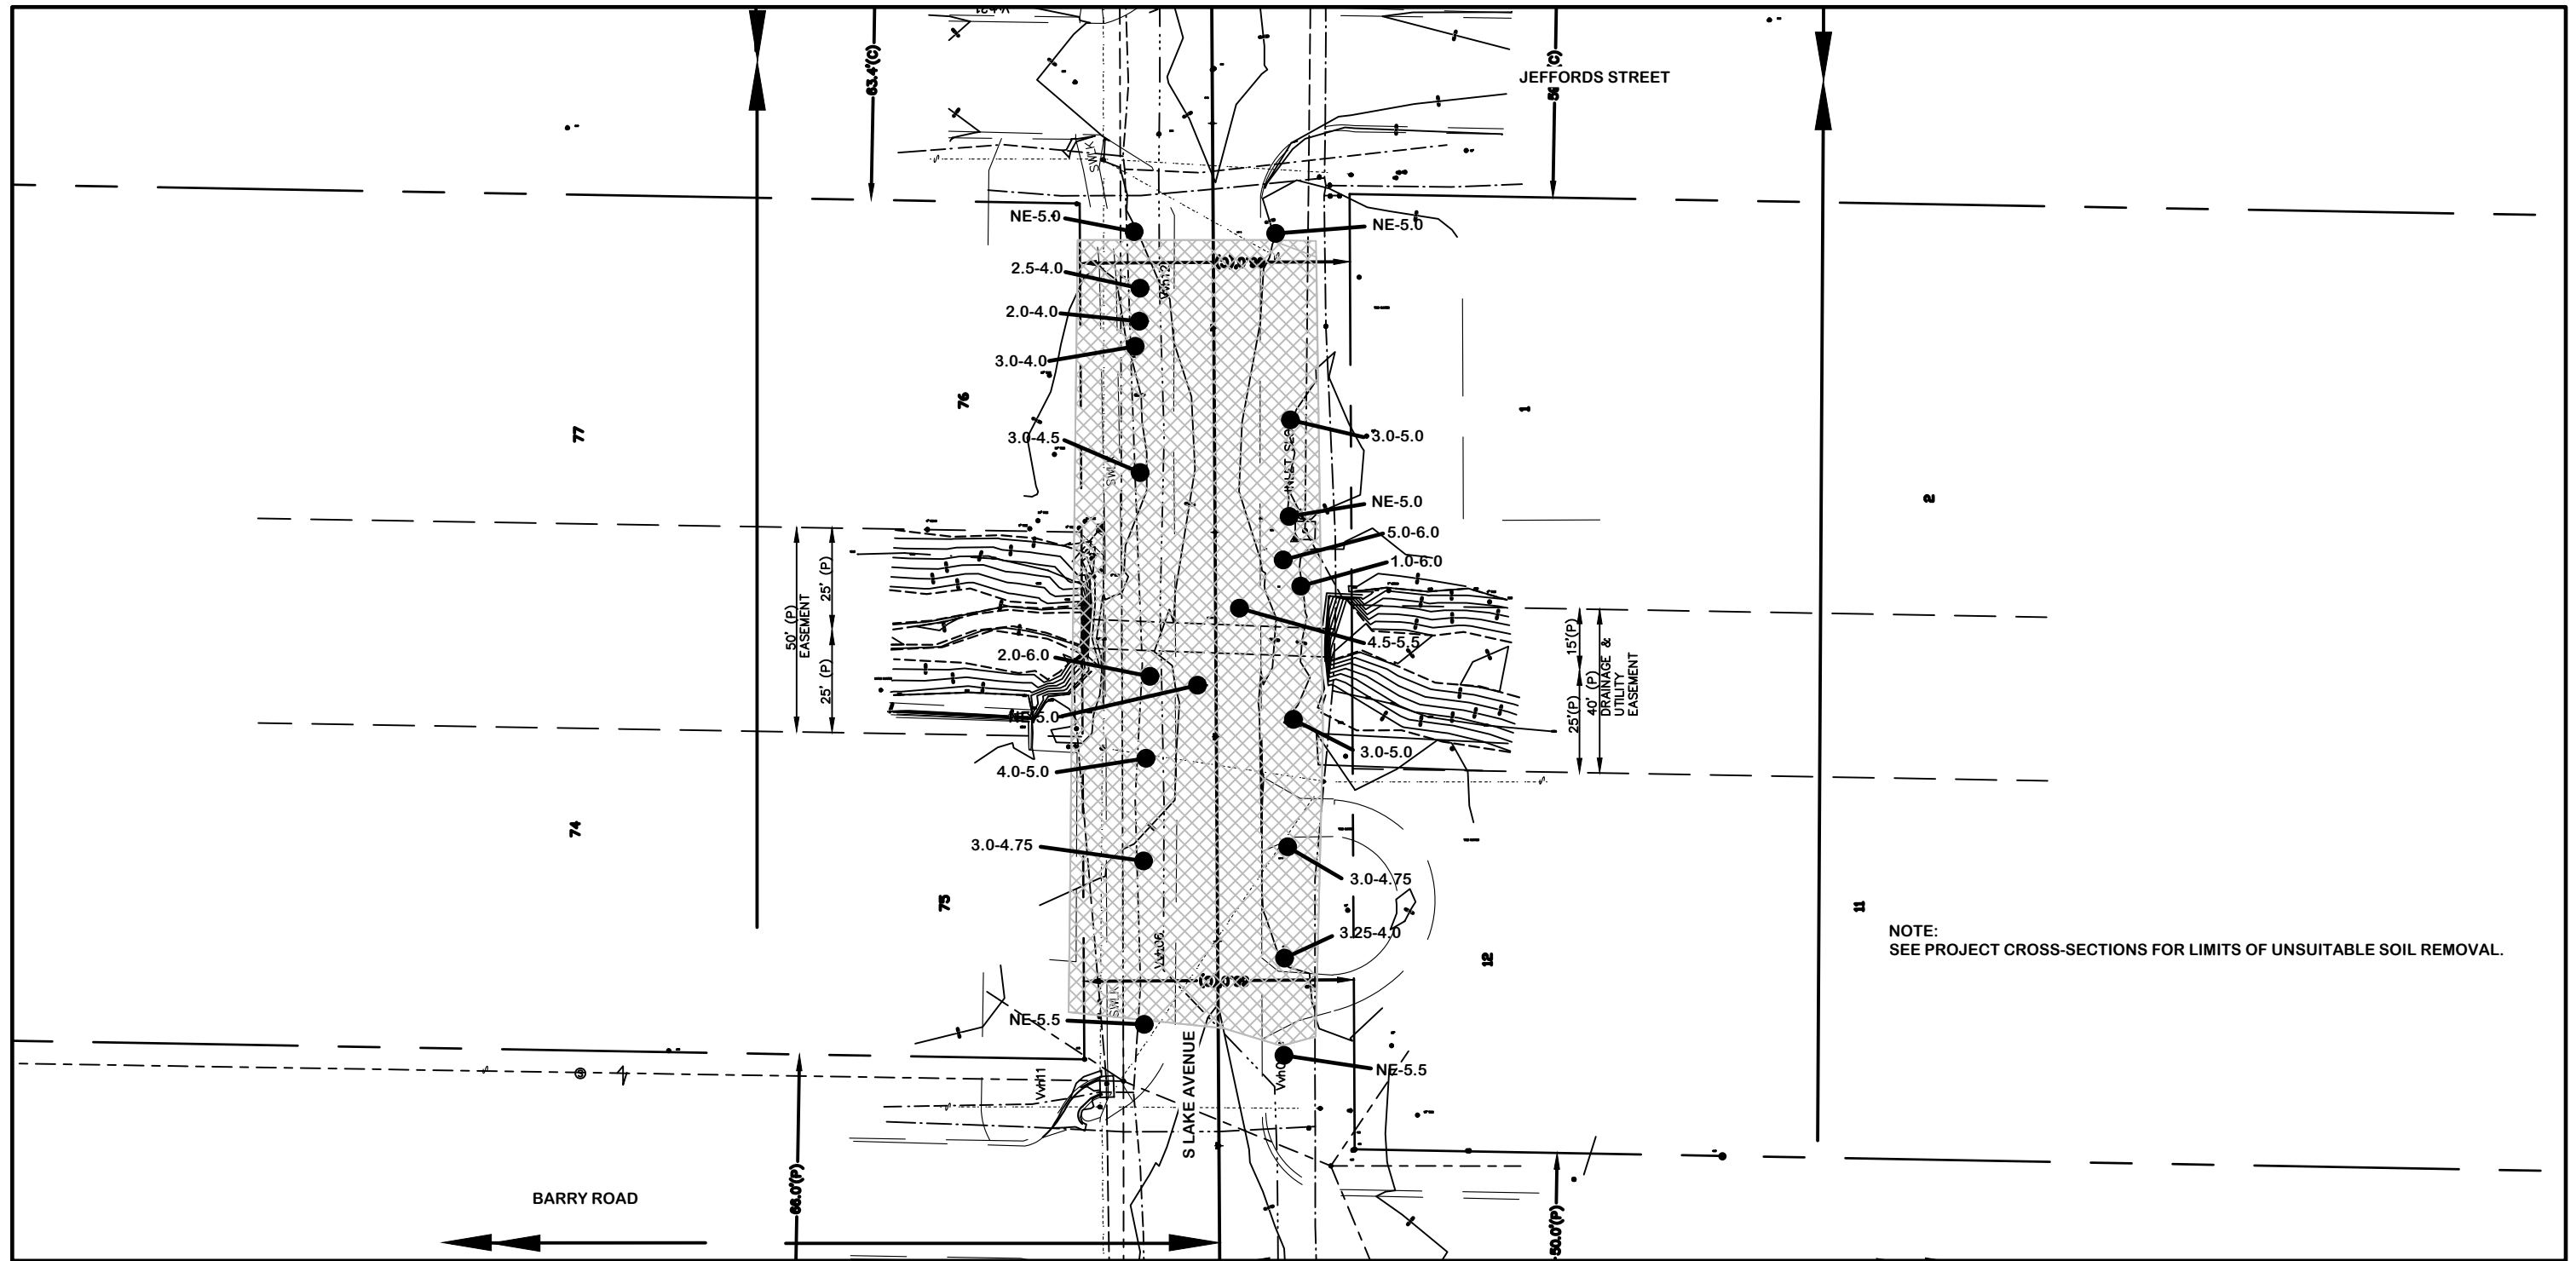 63.4'(C)
JEFFORDS STREET
SWLK
NE-5.0
NE-5.0
2.5-4.0
2.0-4.0
3.0-4.0
76
77
1
3.0-4.5
3.0-5.0
2
NE-5.0
5.0-6.0
1.0-6.0
50' (P)
EASEMENT
25' (P)
25' (P)
4.5-5.5
2.0-6.0
NE-5.0
15'(P)
25'(P)
40' (P)
DRAINAGE &
UTILITY
EASEMENT
3.0-5.0
4.0-5.0
74
3.0-4.75
3.0-4.75
75
11
3.25-4.0
12
NOTE:
SEE PROJECT CROSS-SECTIONS FOR LIMITS OF UNSUITABLE SOIL REMOVAL.
SWLK
NE-5.5
S LAKE AVENUE
NE-5.5
Vvh11
BARRY ROAD
66.0'(P)
50.0'(P)